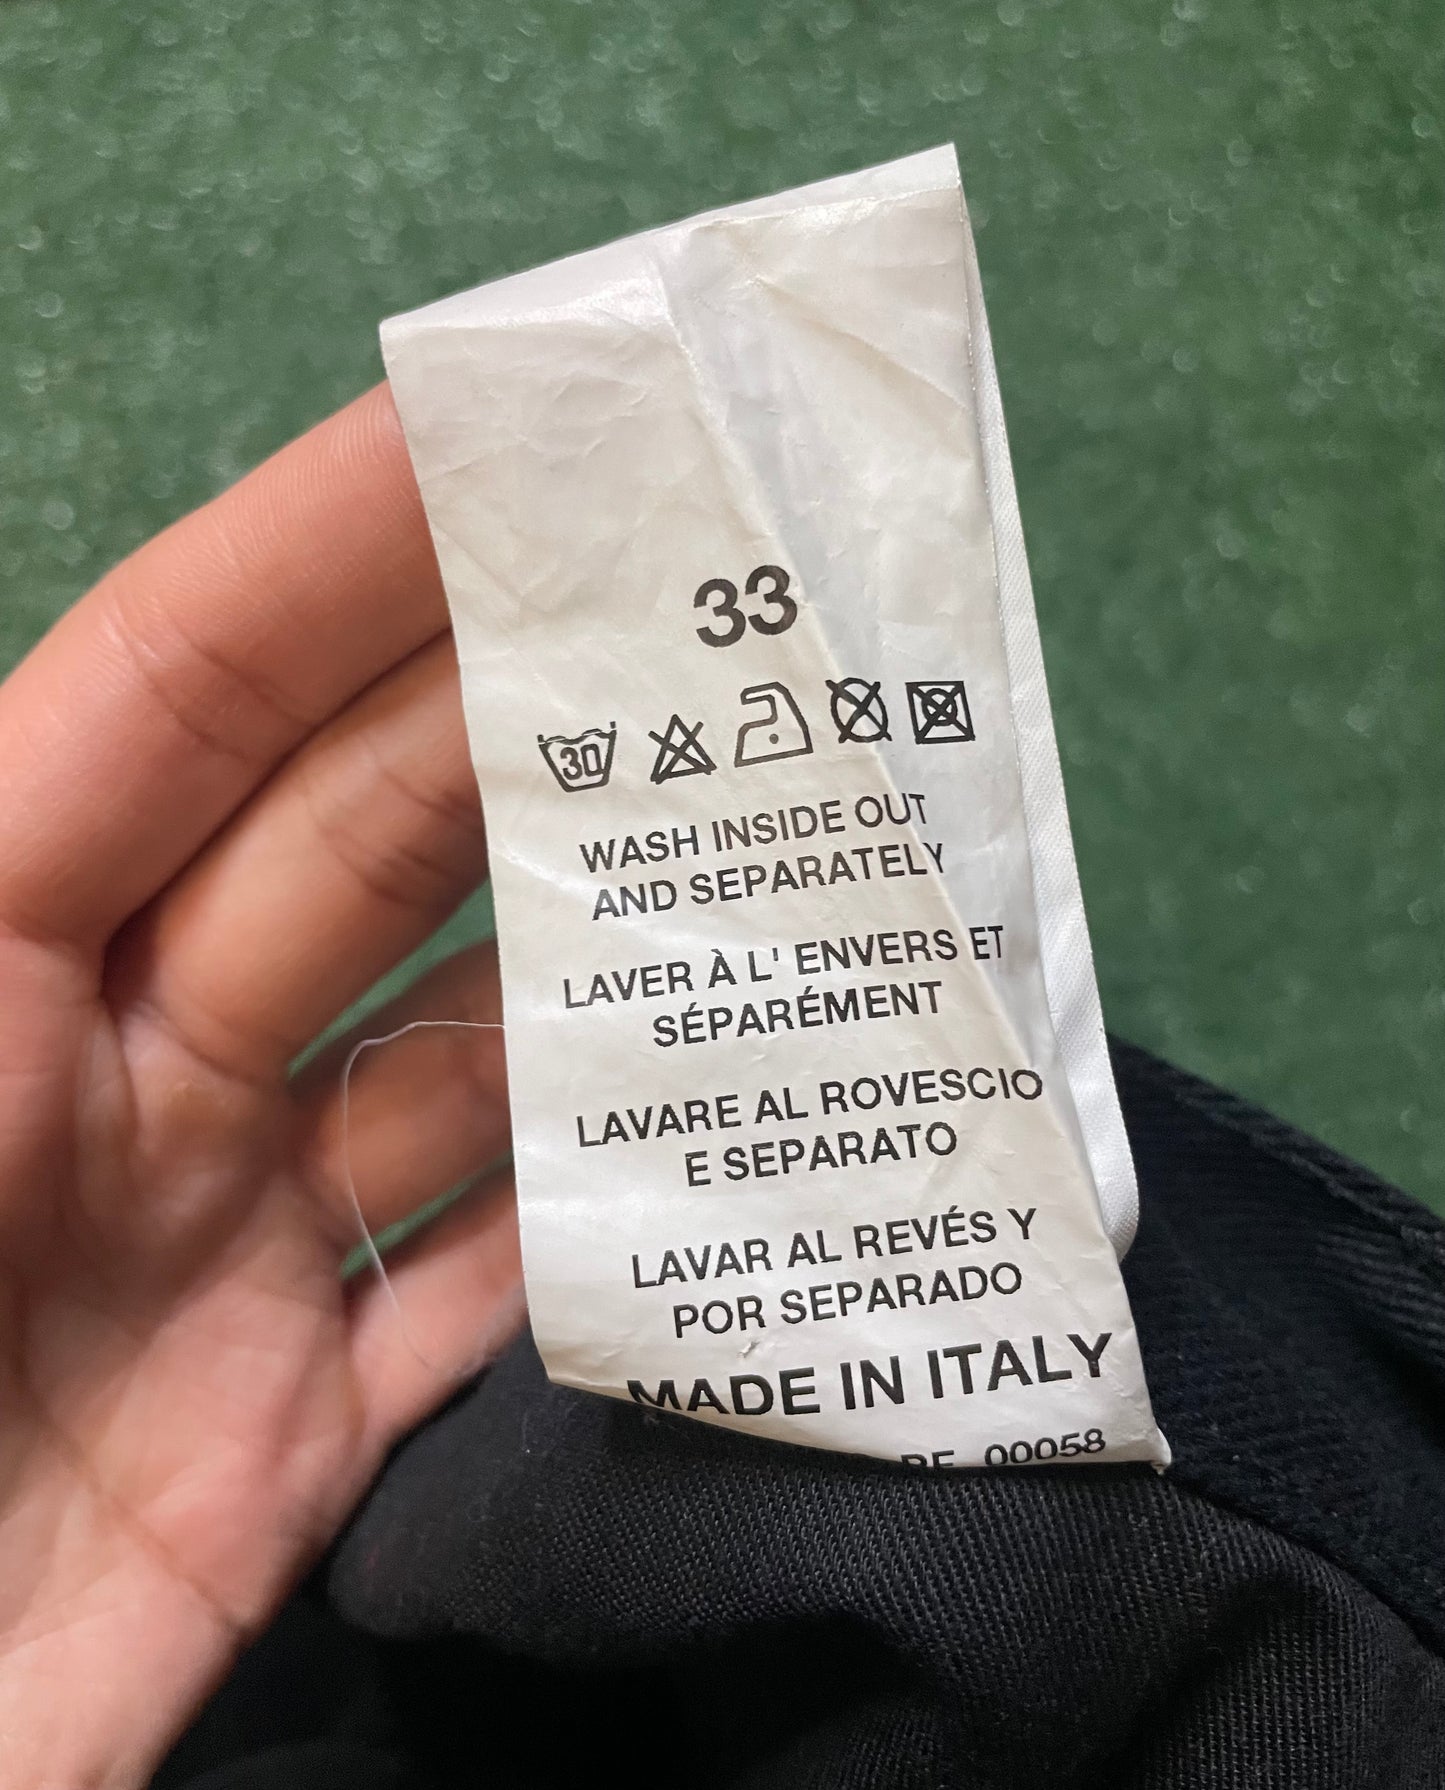 33
30
WASH INSIDE OUT
AND SEPARATELY
LAVER À L' ENVERS ET
SÉPARÉMENT
LAVARE AL ROVESCIO
E SEPARATO
LAVAR AL REVÉS Y
POR SEPARADO
MADE IN ITALY
00058